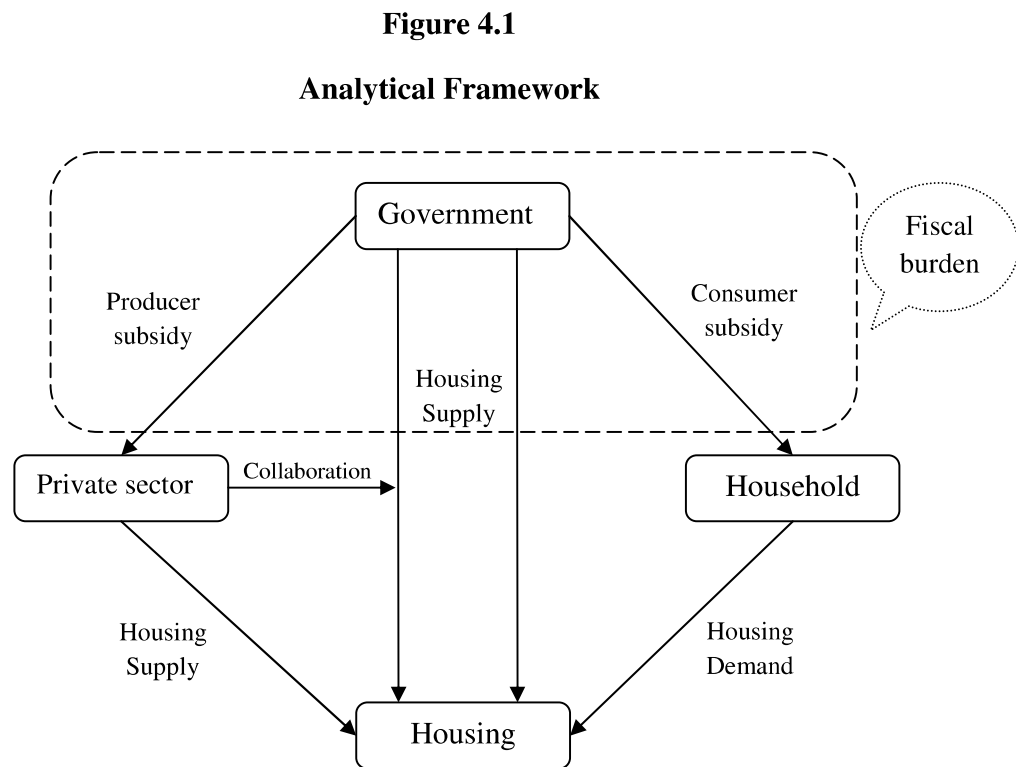 Figure 4.1
Analytical Framework
Government
Fiscal
burden
Producer
subsidy
Consumer
subsidy
Housing
Supply
Private sector
Collaboration
Household
Housing
Supply
Housing
Demand
Housing